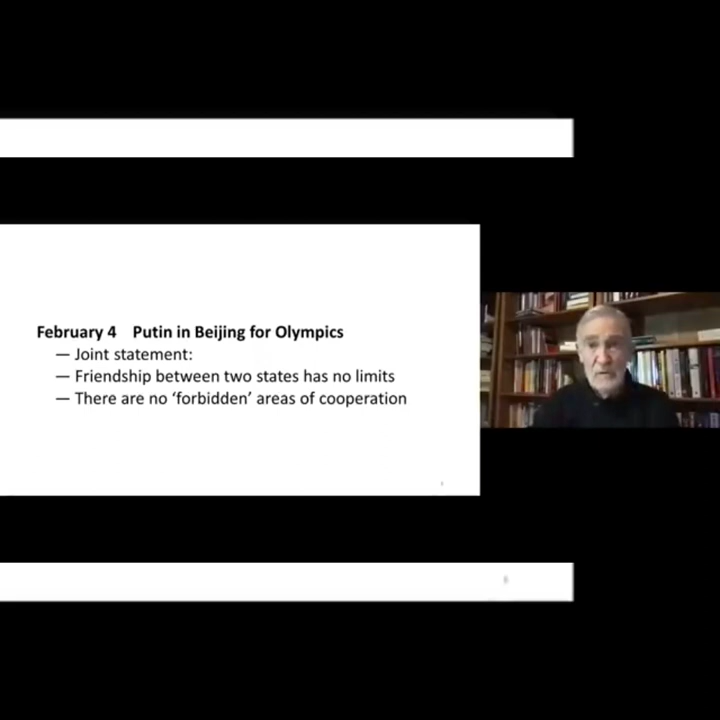 February 4 Putin in Beijing for Olympics
— Joint statement:
— Friendship between two states has no limits
— There are no ‘forbidden’ areas of cooperation